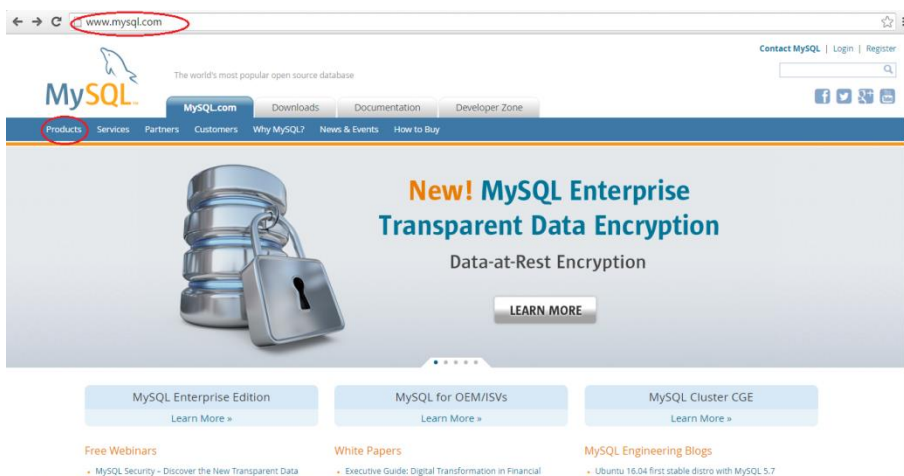 www.mysql.com
Contact MySQL | Login | Register
MySQL™
The world's most popular open source database
MySQL.com Downloads Documentation Developer Zone
Products Services Partners Customers Why MySQL? News & Events How to Buy
New! MySQL Enterprise
Transparent Data Encryption
Data-at-Rest Encryption
LEARN MORE
MySQL Enterprise Edition
Learn More »
MySQL for OEM/ISVs
Learn More »
MySQL Cluster CGE
Learn More »
Free Webinars
• MySQL Security – Discover the New Transparent Data
White Papers
• Executive Guide: Digital Transformation in Financial
MySQL Engineering Blogs
• Ubuntu 16.04 first stable distro with MySQL 5.7